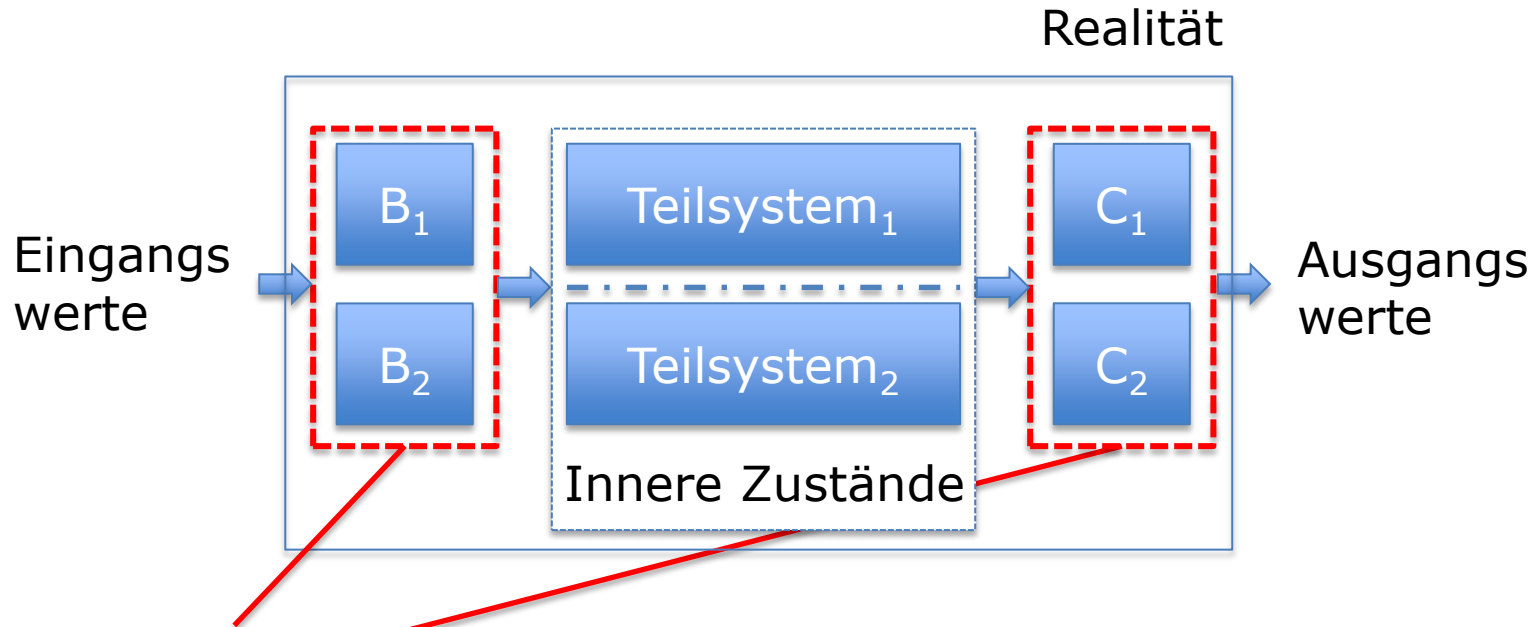 Realität
Eingangs
werte
B₁
Teilsystem₁
C₁
B₂
Teilsystem₂
C₂
Innere Zustände
Ausgangs
werte